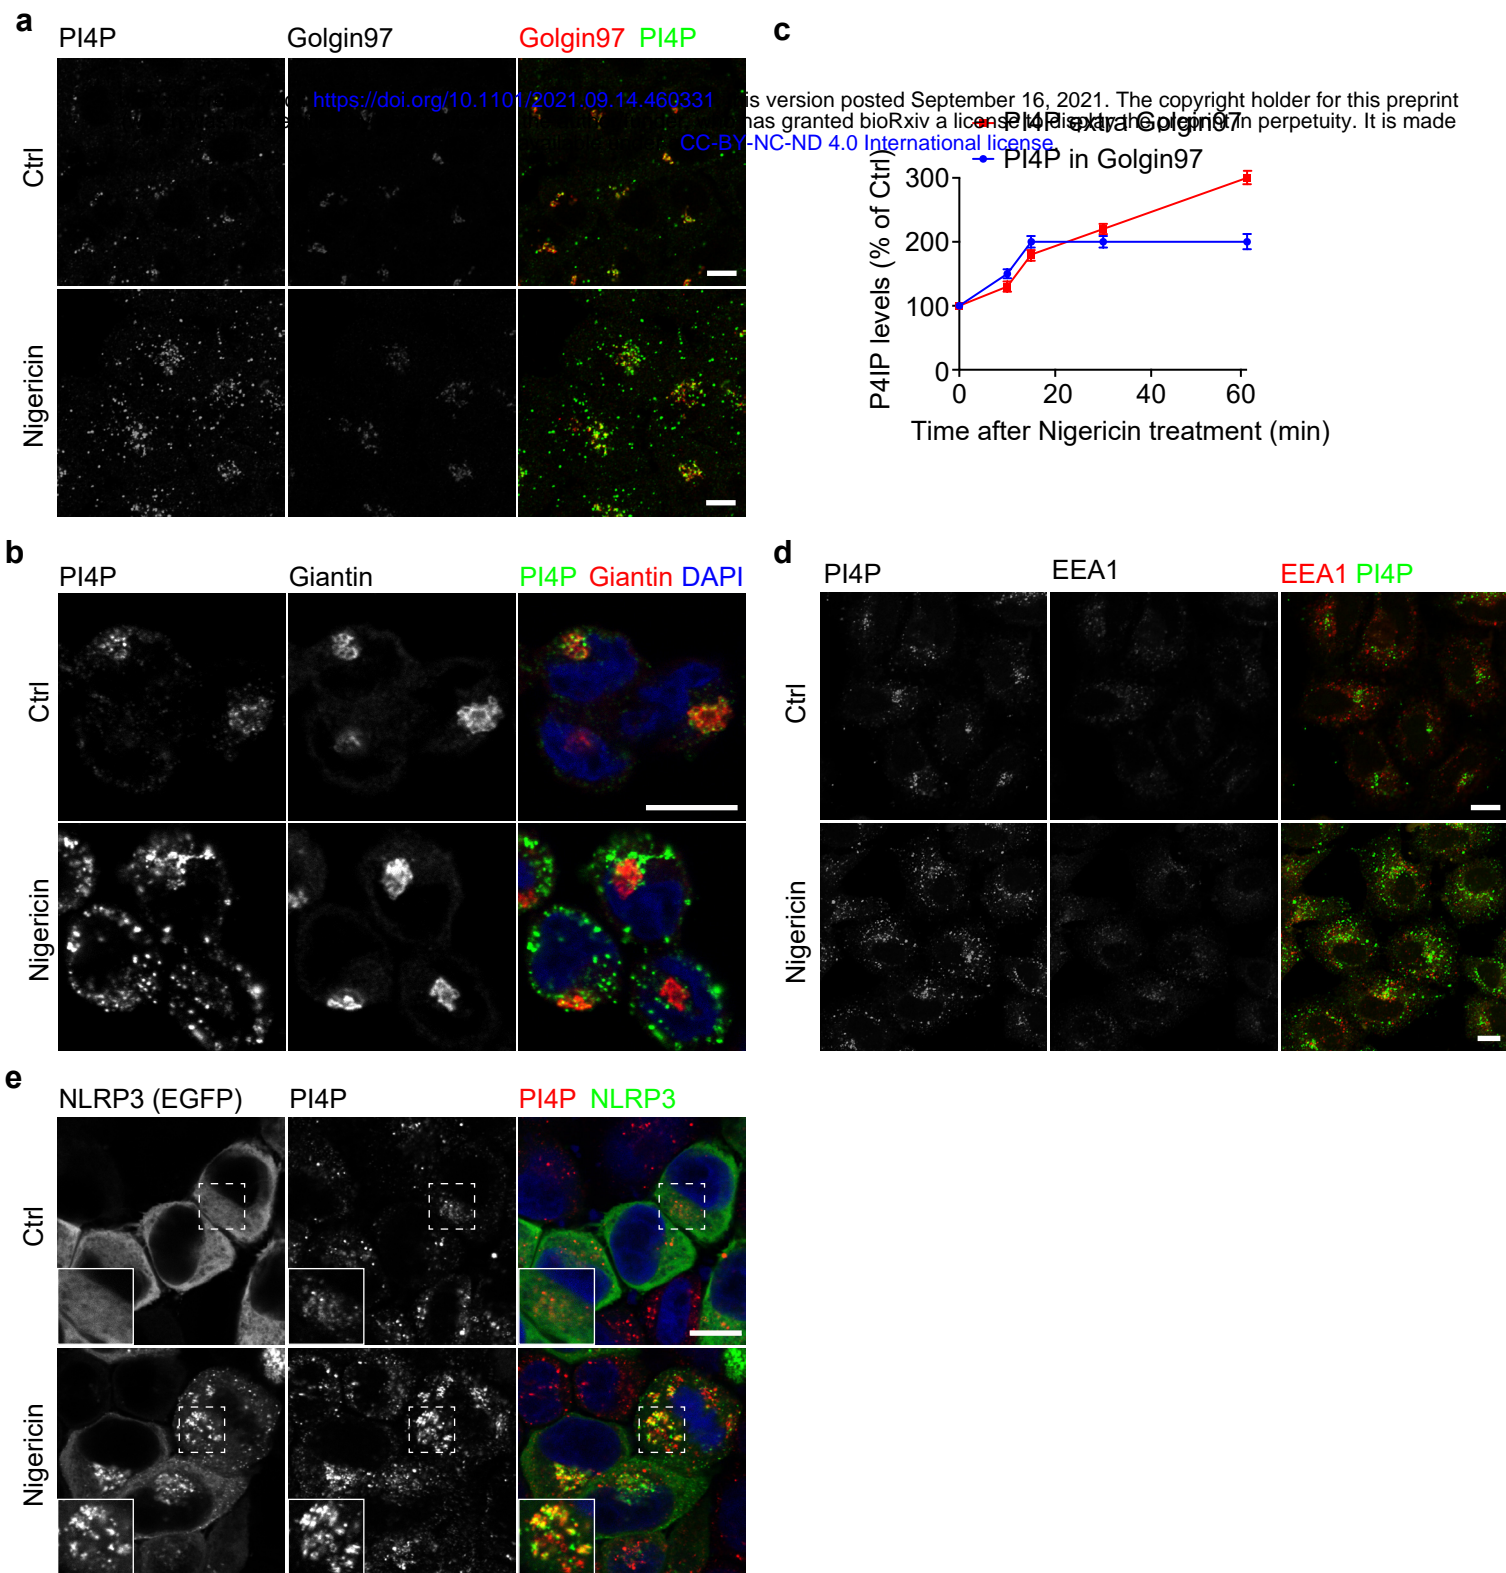 a
PI4P Golgin97 Golgin97 PI4P
Ctrl
Nigericin
https://doi.org/10.1101/2021.09.14.460331
is version posted September 16, 2021. The copyright holder for this preprint
has granted bioRxiv a license to display the preprint in perpetuity. It is made
CC-BY-NC-ND 4.0 International license.
c
PI4P extra Golgin97
PI4P in Golgin97
P4IP levels (% of Ctrl)
300
200
100
0
0 20 40 60
Time after Nigericin treatment (min)
b
PI4P Giantin PI4P Giantin DAPI
Ctrl
Nigericin
d
PI4P EEA1 EEA1 PI4P
Ctrl
Nigericin
e
NLRP3 (EGFP) PI4P PI4P NLRP3
Ctrl
Nigericin